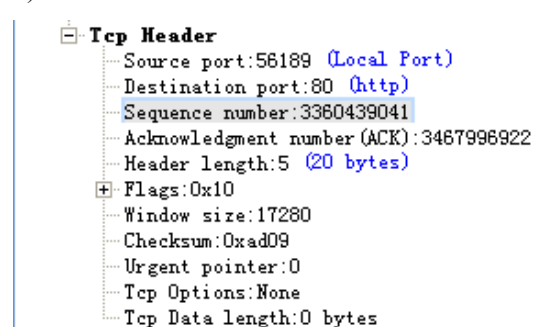 Tcp Header
Source port:56189 (Local Port)
Destination port:80 (http)
Sequence number:3360439041
Acknowledgment number(ACK):3467996922
Header length:5 (20 bytes)
Flags:0x10
Window size:17280
Checksum:0xad09
Urgent pointer:0
Tcp Options:None
Tcp Data length:0 bytes